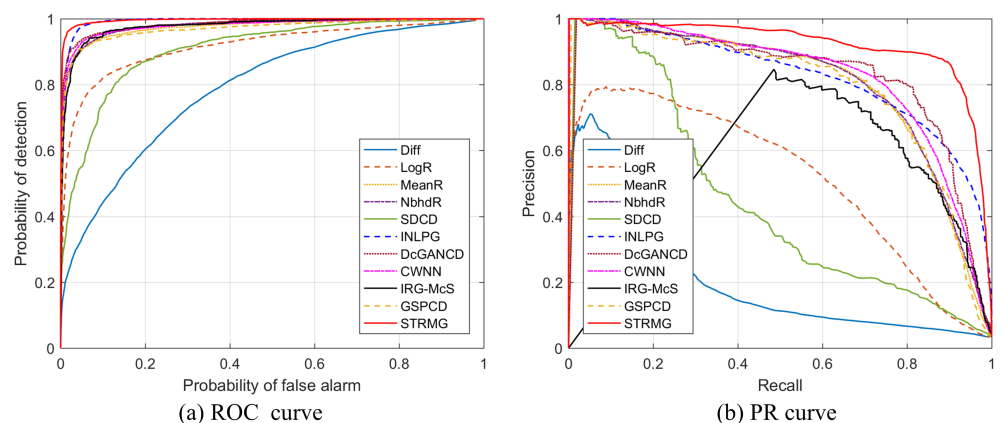 Probability of detection
1
0.8
0.6
0.4
0.2
0
0
0.2
0.4
0.6
0.8
1
Probability of false alarm
Diff
LogR
MeanR
NbhdR
SDCD
INLPG
DcGANCD
CWNN
IRG-McS
GSPCD
STRMG
(a) ROC curve
Precision
1
0.8
0.6
0.4
0.2
0
0
0.2
0.4
0.6
0.8
1
Recall
Diff
LogR
MeanR
NbhdR
SDCD
INLPG
DcGANCD
CWNN
IRG-McS
GSPCD
STRMG
(b) PR curve